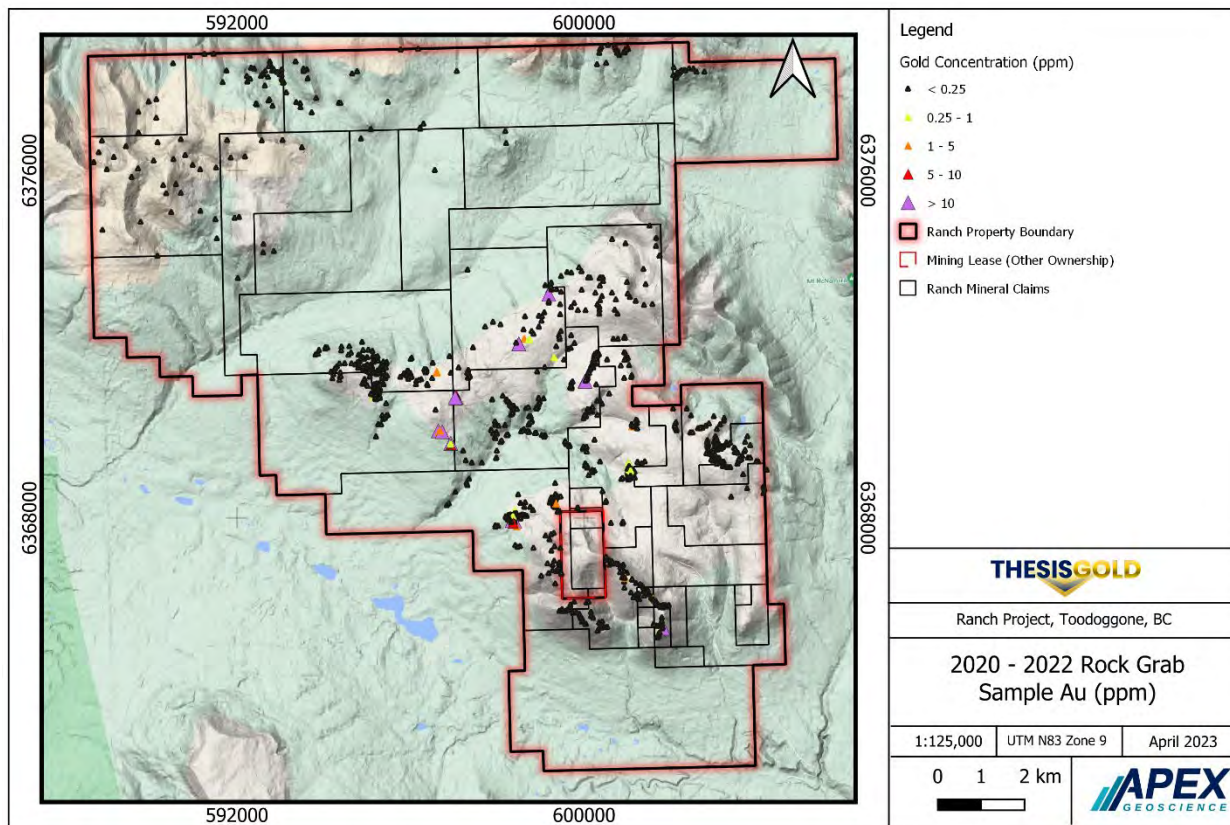 592000
600000
6376000
6376000
6368000
6368000
592000
600000
Legend
Gold Concentration (ppm)
< 0.25
0.25 - 1
1 - 5
5 - 10
> 10
Ranch Property Boundary
Mining Lease (Other Ownership)
Ranch Mineral Claims
THESISGOLD
Ranch Project, Toodoggone, BC
2020 - 2022 Rock Grab
Sample Au (ppm)
1:125,000
UTM N83 Zone 9
April 2023
0 1 2 km
APEX
GEOSCIENCE